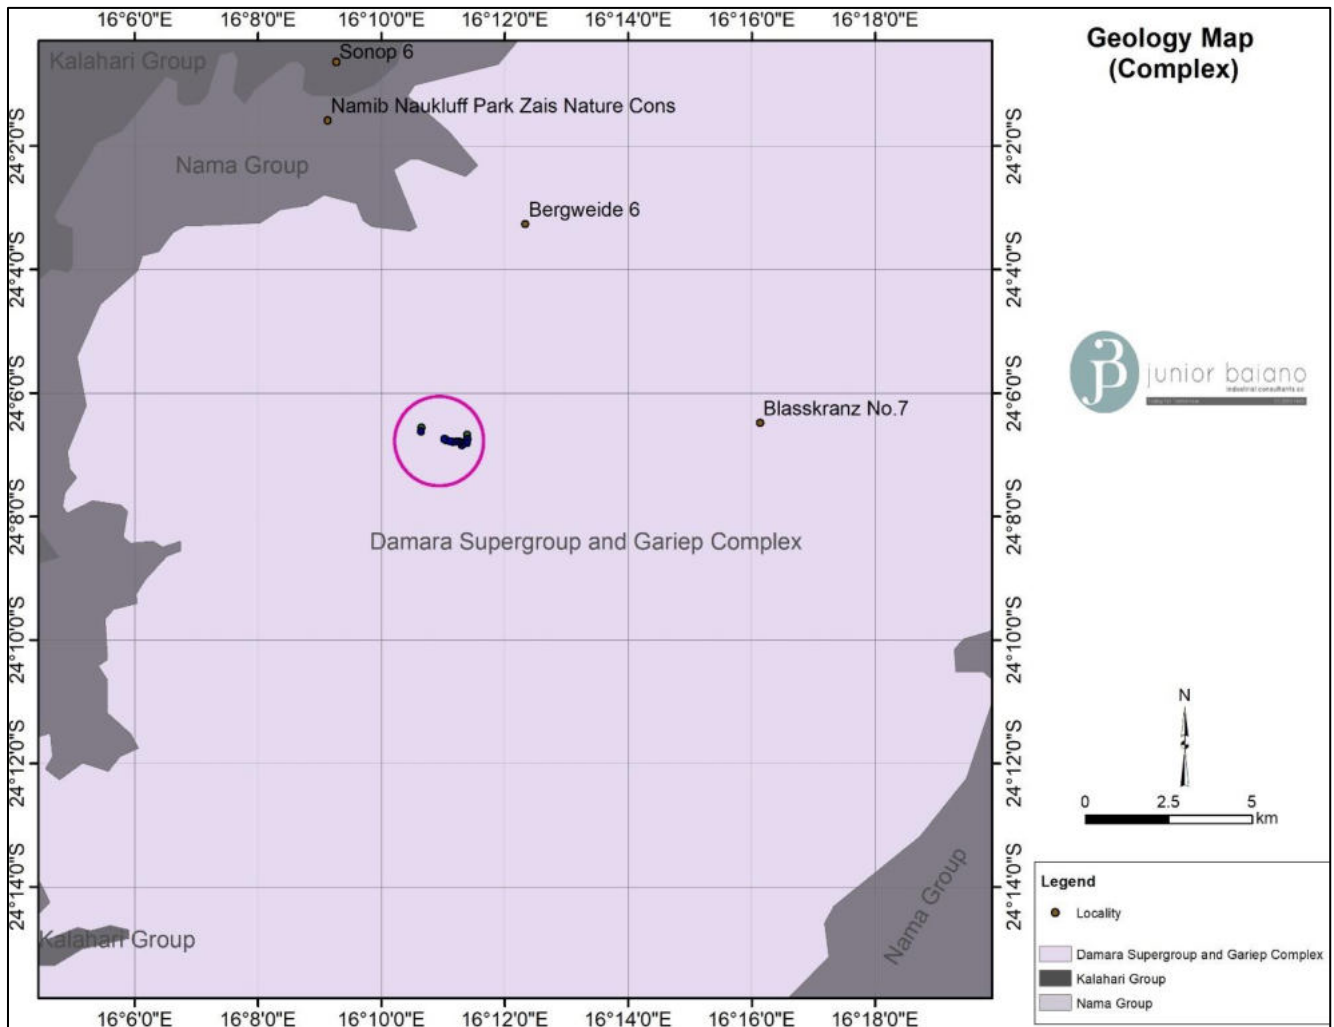 16°6'0"E
16°8'0"E
16°10'0"E
16°12'0"E
16°14'0"E
16°16'0"E
16°18'0"E
Geology Map
(Complex)
Kalahari Group
Sonop 6
Namib Naukluff Park Zais Nature Cons
24°2'0"S
24°2'0"S
Nama Group
Bergweide 6
24°4'0"S
24°4'0"S
junior baiano
industrial consultants cc
24°6'0"S
24°6'0"S
Blasskranz No.7
24°8'0"S
24°8'0"S
Damara Supergroup and Gariep Complex
24°10'0"S
24°10'0"S
N
24°12'0"S
24°12'0"S
0 2.5 5
km
24°14'0"S
24°14'0"S
Nama Group
Kalahari Group
Legend
Locality
Damara Supergroup and Gariep Complex
Kalahari Group
Nama Group
16°6'0"E
16°8'0"E
16°10'0"E
16°12'0"E
16°14'0"E
16°16'0"E
16°18'0"E